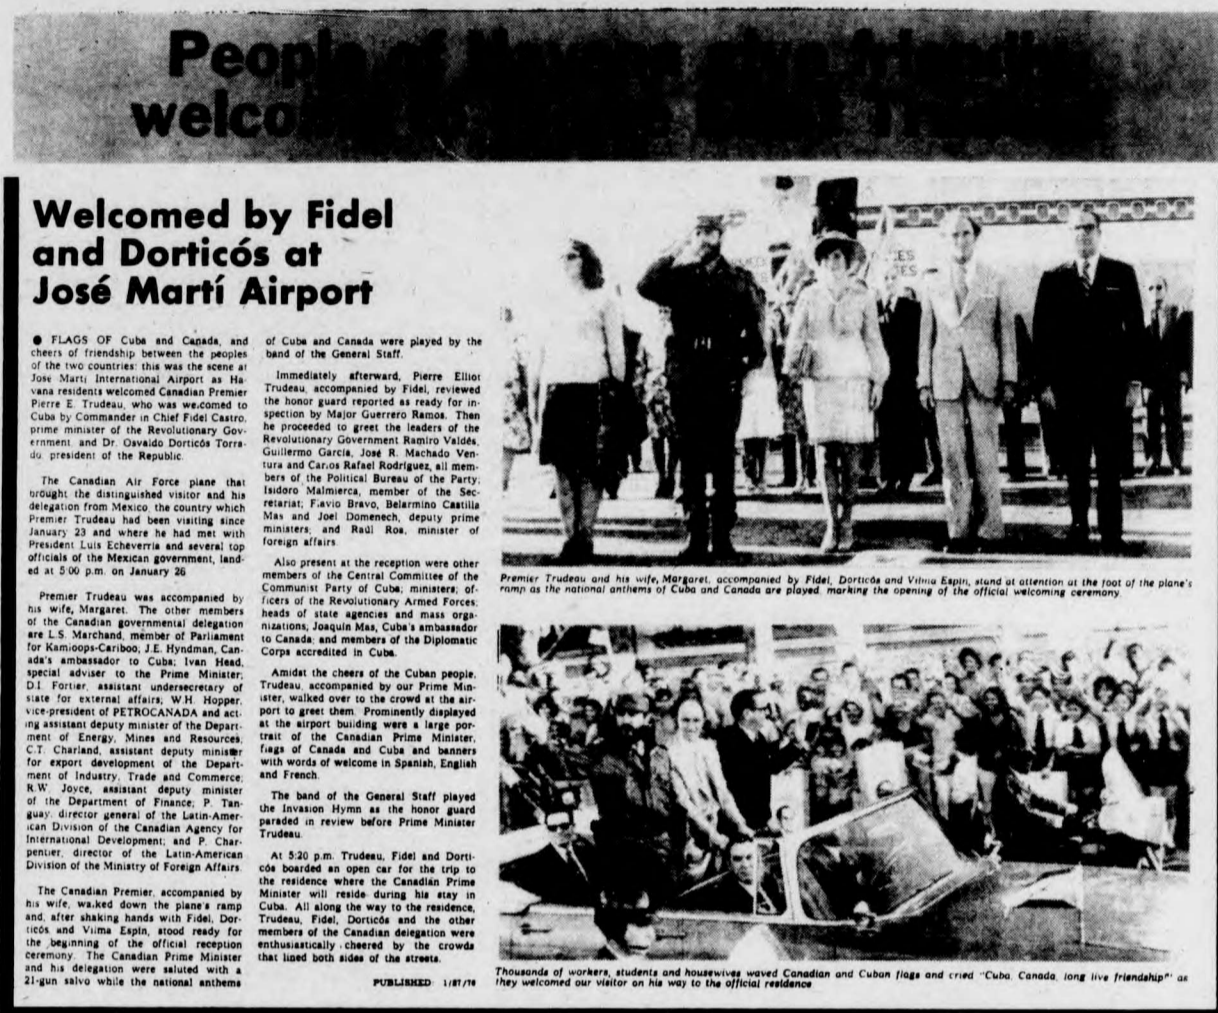 People of Havana give friendly
welcome to Prime Minister Trudeau
Welcomed by Fidel
and Dorticós at
José Martí Airport
● FLAGS OF Cuba and Canada, and
cheers of friendship between the peoples
of the two countries: this was the scene at
José Martí International Airport as Ha-
vana residents welcomed Canadian Premier
Pierre E. Trudeau, who was welcomed to
Cuba by Commander in Chief Fidel Castro,
prime minister of the Revolutionary Gov-
ernment, and Dr. Osvaldo Dorticós Torra-
do, president of the Republic.
The Canadian Air Force plane that
brought the distinguished visitor and his
delegation from Mexico, the country which
Premier Trudeau had been visiting since
January 23 and where he had met with
President Luis Echeverría and several top
officials of the Mexican government, land-
ed at 5:00 p.m. on January 26
Premier Trudeau was accompanied by
his wife, Margaret. The other members
of the Canadian governmental delegation
are L.S. Marchand, member of Parliament
for Kamloops-Cariboo; J.E. Hyndman, Can-
ada's ambassador to Cuba; Ivan Head,
special adviser to the Prime Minister;
D.I. Fortier, assistant undersecretary of
state for external affairs; W.H. Hopper,
vice-president of PETROCANADA and act-
ing assistant deputy minister of the Depart-
ment of Energy, Mines and Resources;
C.T. Charland, assistant deputy minister
for export development of the Depart-
ment of Industry, Trade and Commerce;
R.W. Joyce, assistant deputy minister
of the Department of Finance; P. Tan-
guay, director general of the Latin-Amer-
ican Division of the Canadian Agency for
International Development; and P. Char-
pentier, director of the Latin-American
Division of the Ministry of Foreign Affairs.
The Canadian Premier, accompanied by
his wife, walked down the plane's ramp
and, after shaking hands with Fidel, Dor-
ticós and Vilma Espín, stood ready for
the beginning of the official reception
ceremony. The Canadian Prime Minister
and his delegation were saluted with a
21-gun salvo while the national anthems
of Cuba and Canada were played by the
band of the General Staff.
Immediately afterward, Pierre Elliot
Trudeau, accompanied by Fidel, reviewed
the honor guard reported as ready for in-
spection by Major Guerrero Ramos. Then
he proceeded to greet the leaders of the
Revolutionary Government Ramiro Valdés,
Guillermo García, José R. Machado Ven-
tura and Carlos Rafael Rodríguez, all mem-
bers of the Political Bureau of the Party;
Isidoro Malmierca, member of the Sec-
retariat; Flavio Bravo, Belarmino Castilla
Mas and Joel Domenech, deputy prime
ministers; and Raúl Roa, minister of
foreign affairs.
Also present at the reception were other
members of the Central Committee of the
Communist Party of Cuba; ministers; of-
ficers of the Revolutionary Armed Forces;
heads of state agencies and mass orga-
nizations; Joaquín Mas, Cuba's ambassador
to Canada; and members of the Diplomatic
Corps accredited in Cuba.
Amidst the cheers of the Cuban people,
Trudeau, accompanied by our Prime Min-
ister, walked over to the crowd at the air-
port to greet them. Prominently displayed
at the airport building were a large por-
trait of the Canadian Prime Minister,
flags of Canada and Cuba and banners
with words of welcome in Spanish, English
and French.
The band of the General Staff played
the Invasion Hymn as the honor guard
paraded in review before Prime Minister
Trudeau.
At 5:20 p.m. Trudeau, Fidel and Dorti-
cós boarded an open car for the trip to
the residence where the Canadian Prime
Minister will reside during his stay in
Cuba. All along the way to the residence,
Trudeau, Fidel, Dorticós and the other
members of the Canadian delegation were
enthusiastically cheered by the crowds
that lined both sides of the streets.
PUBLISHED: 1/27/76
Premier Trudeau and his wife, Margaret, accompanied by Fidel, Dorticós and Vilma Espín, stand at attention at the foot of the plane's
ramp as the national anthems of Cuba and Canada are played, marking the opening of the official welcoming ceremony.
Thousands of workers, students and housewives waved Canadian and Cuban flags and cried "Cuba, Canada, long live friendship" as
they welcomed our visitor on his way to the official residence